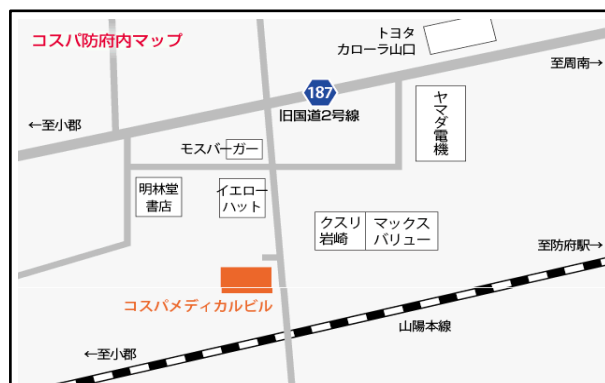 コスパ防府内マップ
トヨタ
カローラ山口
至周南→
187
旧国道2号線
ヤマダ電機
←至小郡
モスバーガー
明林堂
書店
イエロー
ハット
クスリ
岩崎
マックス
バリュー
至防府駅→
コスパメディカルビル
山陽本線
←至小郡